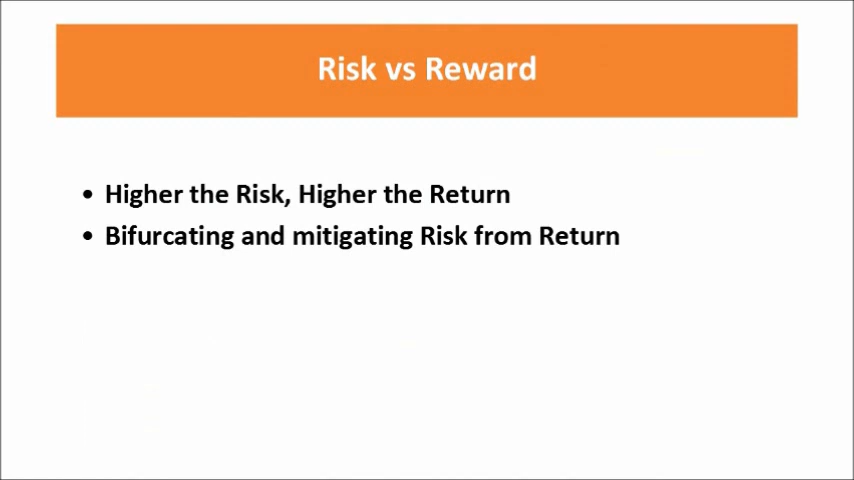 Risk vs Reward
• Higher the Risk, Higher the Return
• Bifurcating and mitigating Risk from Return